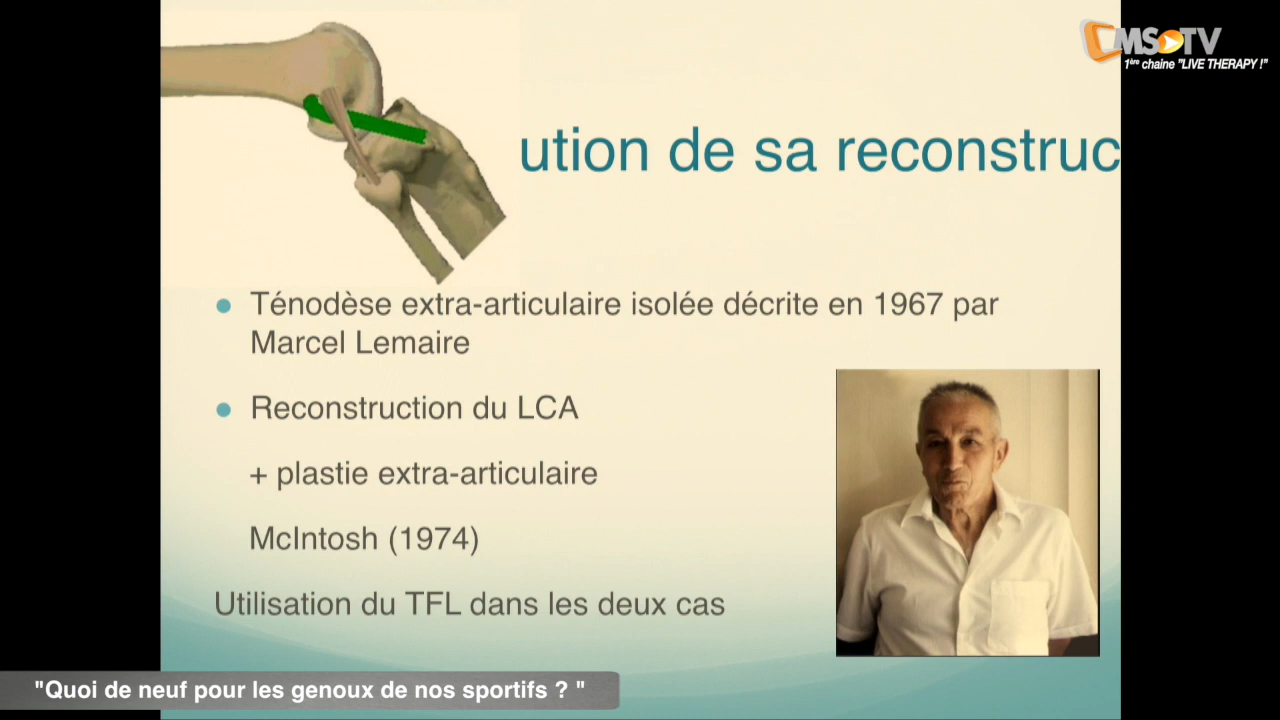 MSTV
1ère chaine "LIVE THERAPY !"
ution de sa reconstruc
Ténodèse extra-articulaire isolée décrite en 1967 par
Marcel Lemaire
Reconstruction du LCA
+ plastie extra-articulaire
McIntosh (1974)
Utilisation du TFL dans les deux cas
"Quoi de neuf pour les genoux de nos sportifs ? "